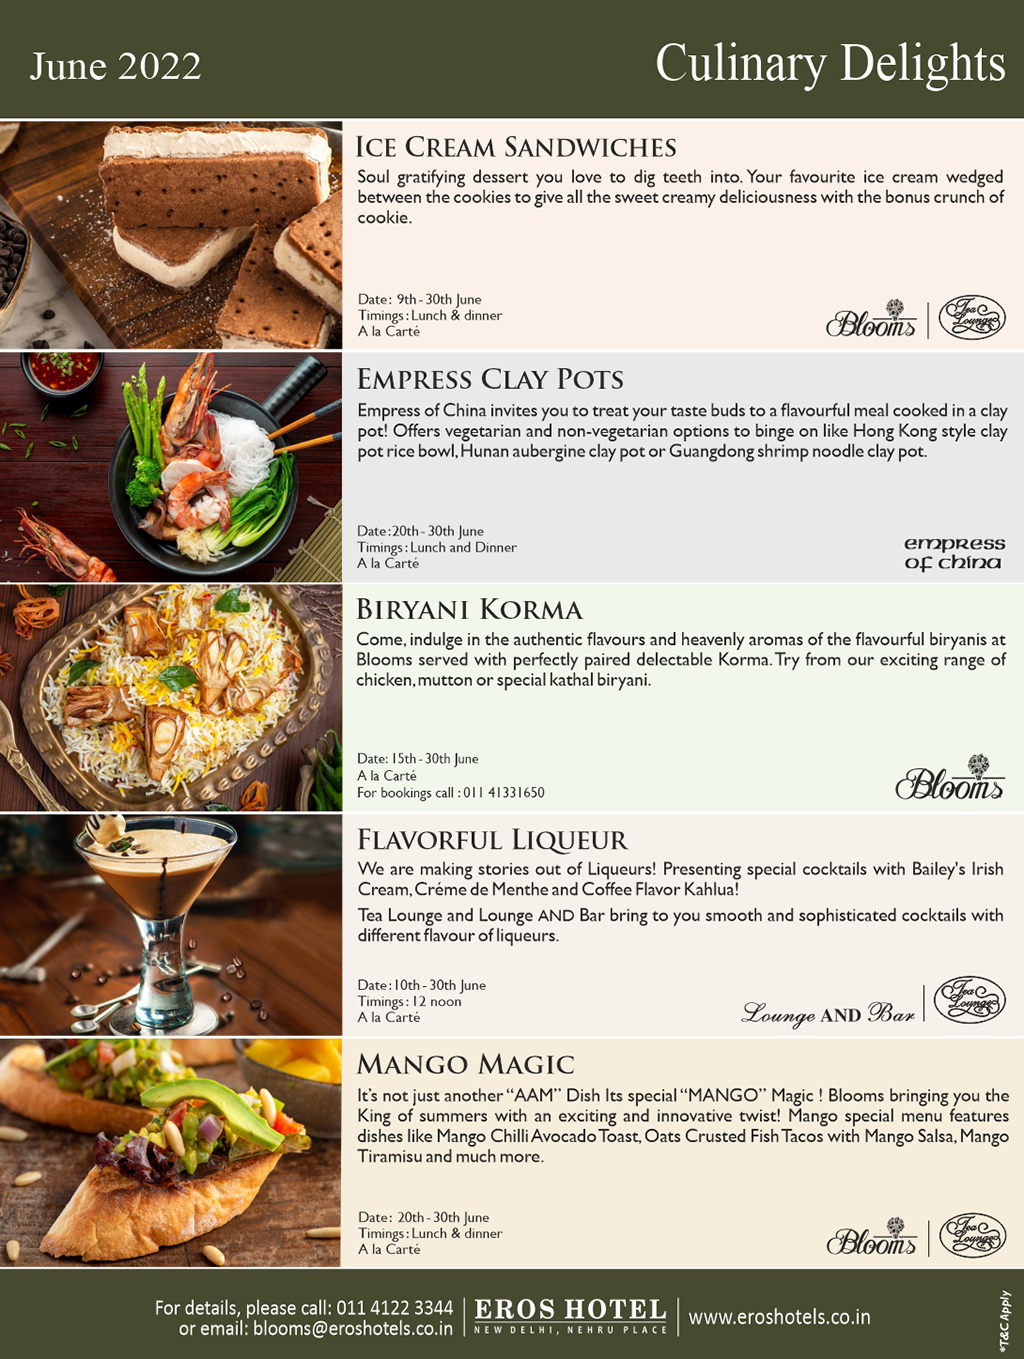 June 2022
Culinary Delights
ICE CREAM SANDWICHES
Soul gratifying dessert you love to dig teeth into. Your favourite ice cream wedged
between the cookies to give all the sweet creamy deliciousness with the bonus crunch of
cookie.
Date: 9th - 30th June
Timings: Lunch & dinner
A la Carté
Blooms
Tea Lounge
EMPRESS CLAY POTS
Empress of China invites you to treat your taste buds to a flavourful meal cooked in a clay
pot! Offers vegetarian and non-vegetarian options to binge on like Hong Kong style clay
pot rice bowl, Hunan aubergine clay pot or Guangdong shrimp noodle clay pot.
Date: 20th - 30th June
Timings: Lunch and Dinner
A la Carté
empress
of china
BIRYANI KORMA
Come, indulge in the authentic flavours and heavenly aromas of the flavourful biryanis at
Blooms served with perfectly paired delectable Korma. Try from our exciting range of
chicken, mutton or special kathal biryani.
Date: 15th - 30th June
A la Carté
For bookings call : 011 41331650
Blooms
FLAVORFUL LIQUEUR
We are making stories out of Liqueurs! Presenting special cocktails with Bailey's Irish
Cream, Créme de Menthe and Coffee Flavor Kahlua!
Tea Lounge and Lounge AND Bar bring to you smooth and sophisticated cocktails with
different flavour of liqueurs.
Date: 10th - 30th June
Timings: 12 noon
A la Carté
Lounge AND Bar
Tea Lounge
MANGO MAGIC
It's not just another “AAM” Dish Its special “MANGO” Magic ! Blooms bringing you the
King of summers with an exciting and innovative twist! Mango special menu features
dishes like Mango Chilli Avocado Toast, Oats Crusted Fish Tacos with Mango Salsa, Mango
Tiramisu and much more.
Date: 20th - 30th June
Timings: Lunch & dinner
A la Carté
Blooms
Tea Lounge
For details, please call: 011 4122 3344
or email: blooms@eroshotels.co.in
EROS HOTEL
NEW DELHI, NEHRU PLACE
www.eroshotels.co.in
*T&C Apply